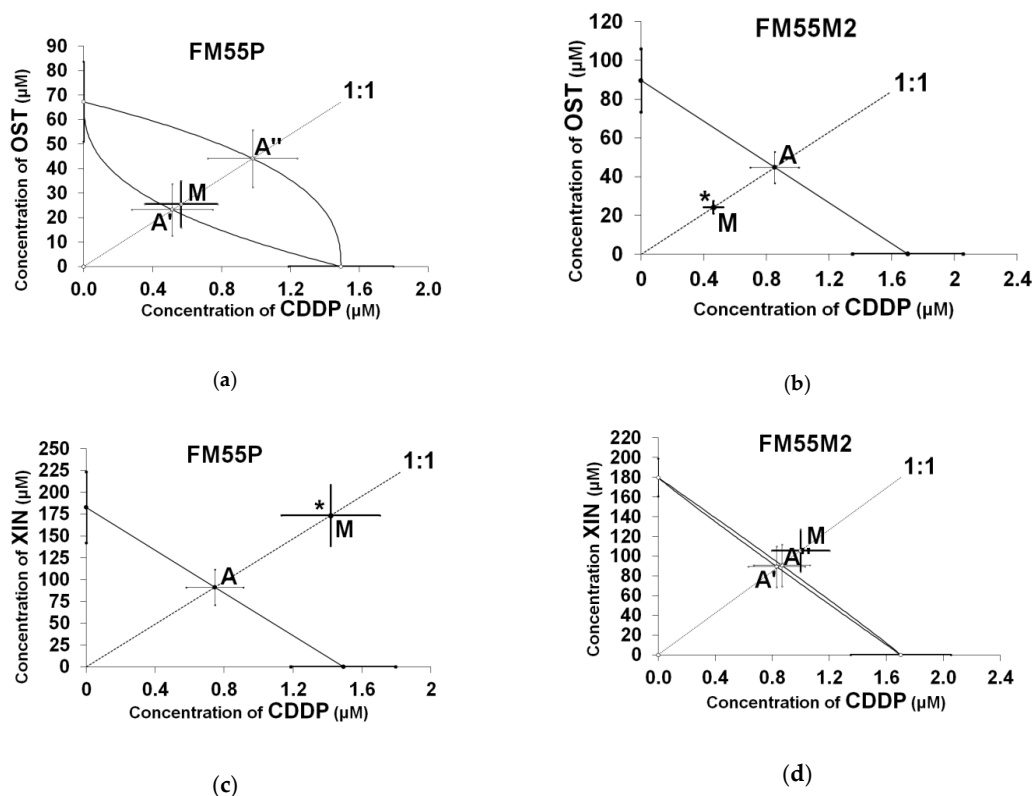 FM55P
Concentration of OST (µM)
90
80
70
60
50
40
30
20
10
0
1:1
A"
M
A'
0.0 0.4 0.8 1.2 1.6 2.0
Concentration of CDDP (µM)
(a)
FM55M2
Concentration of OST (µM)
120
100
80
60
40
20
0
1:1
A
*
M
0.0 0.4 0.8 1.2 1.6 2.0 2.4
Concentration of CDDP (µM)
(b)
FM55P
Concentration of XIN (µM)
250
225
200
175
150
125
100
75
50
25
0
1:1
*
M
A
0 0.4 0.8 1.2 1.6 2
Concentration of CDDP (µM)
(c)
FM55M2
Concentration XIN (µM)
220
200
180
160
140
120
100
80
60
40
20
0
1:1
M
A
A'
0.0 0.4 0.8 1.2 1.6 2.0 2.4
Concentration of CDDP (µM)
(d)